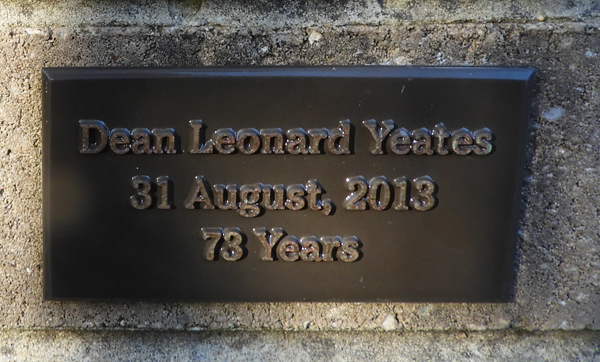 Dean Leonard Yeates
31 August, 2013
73 Years